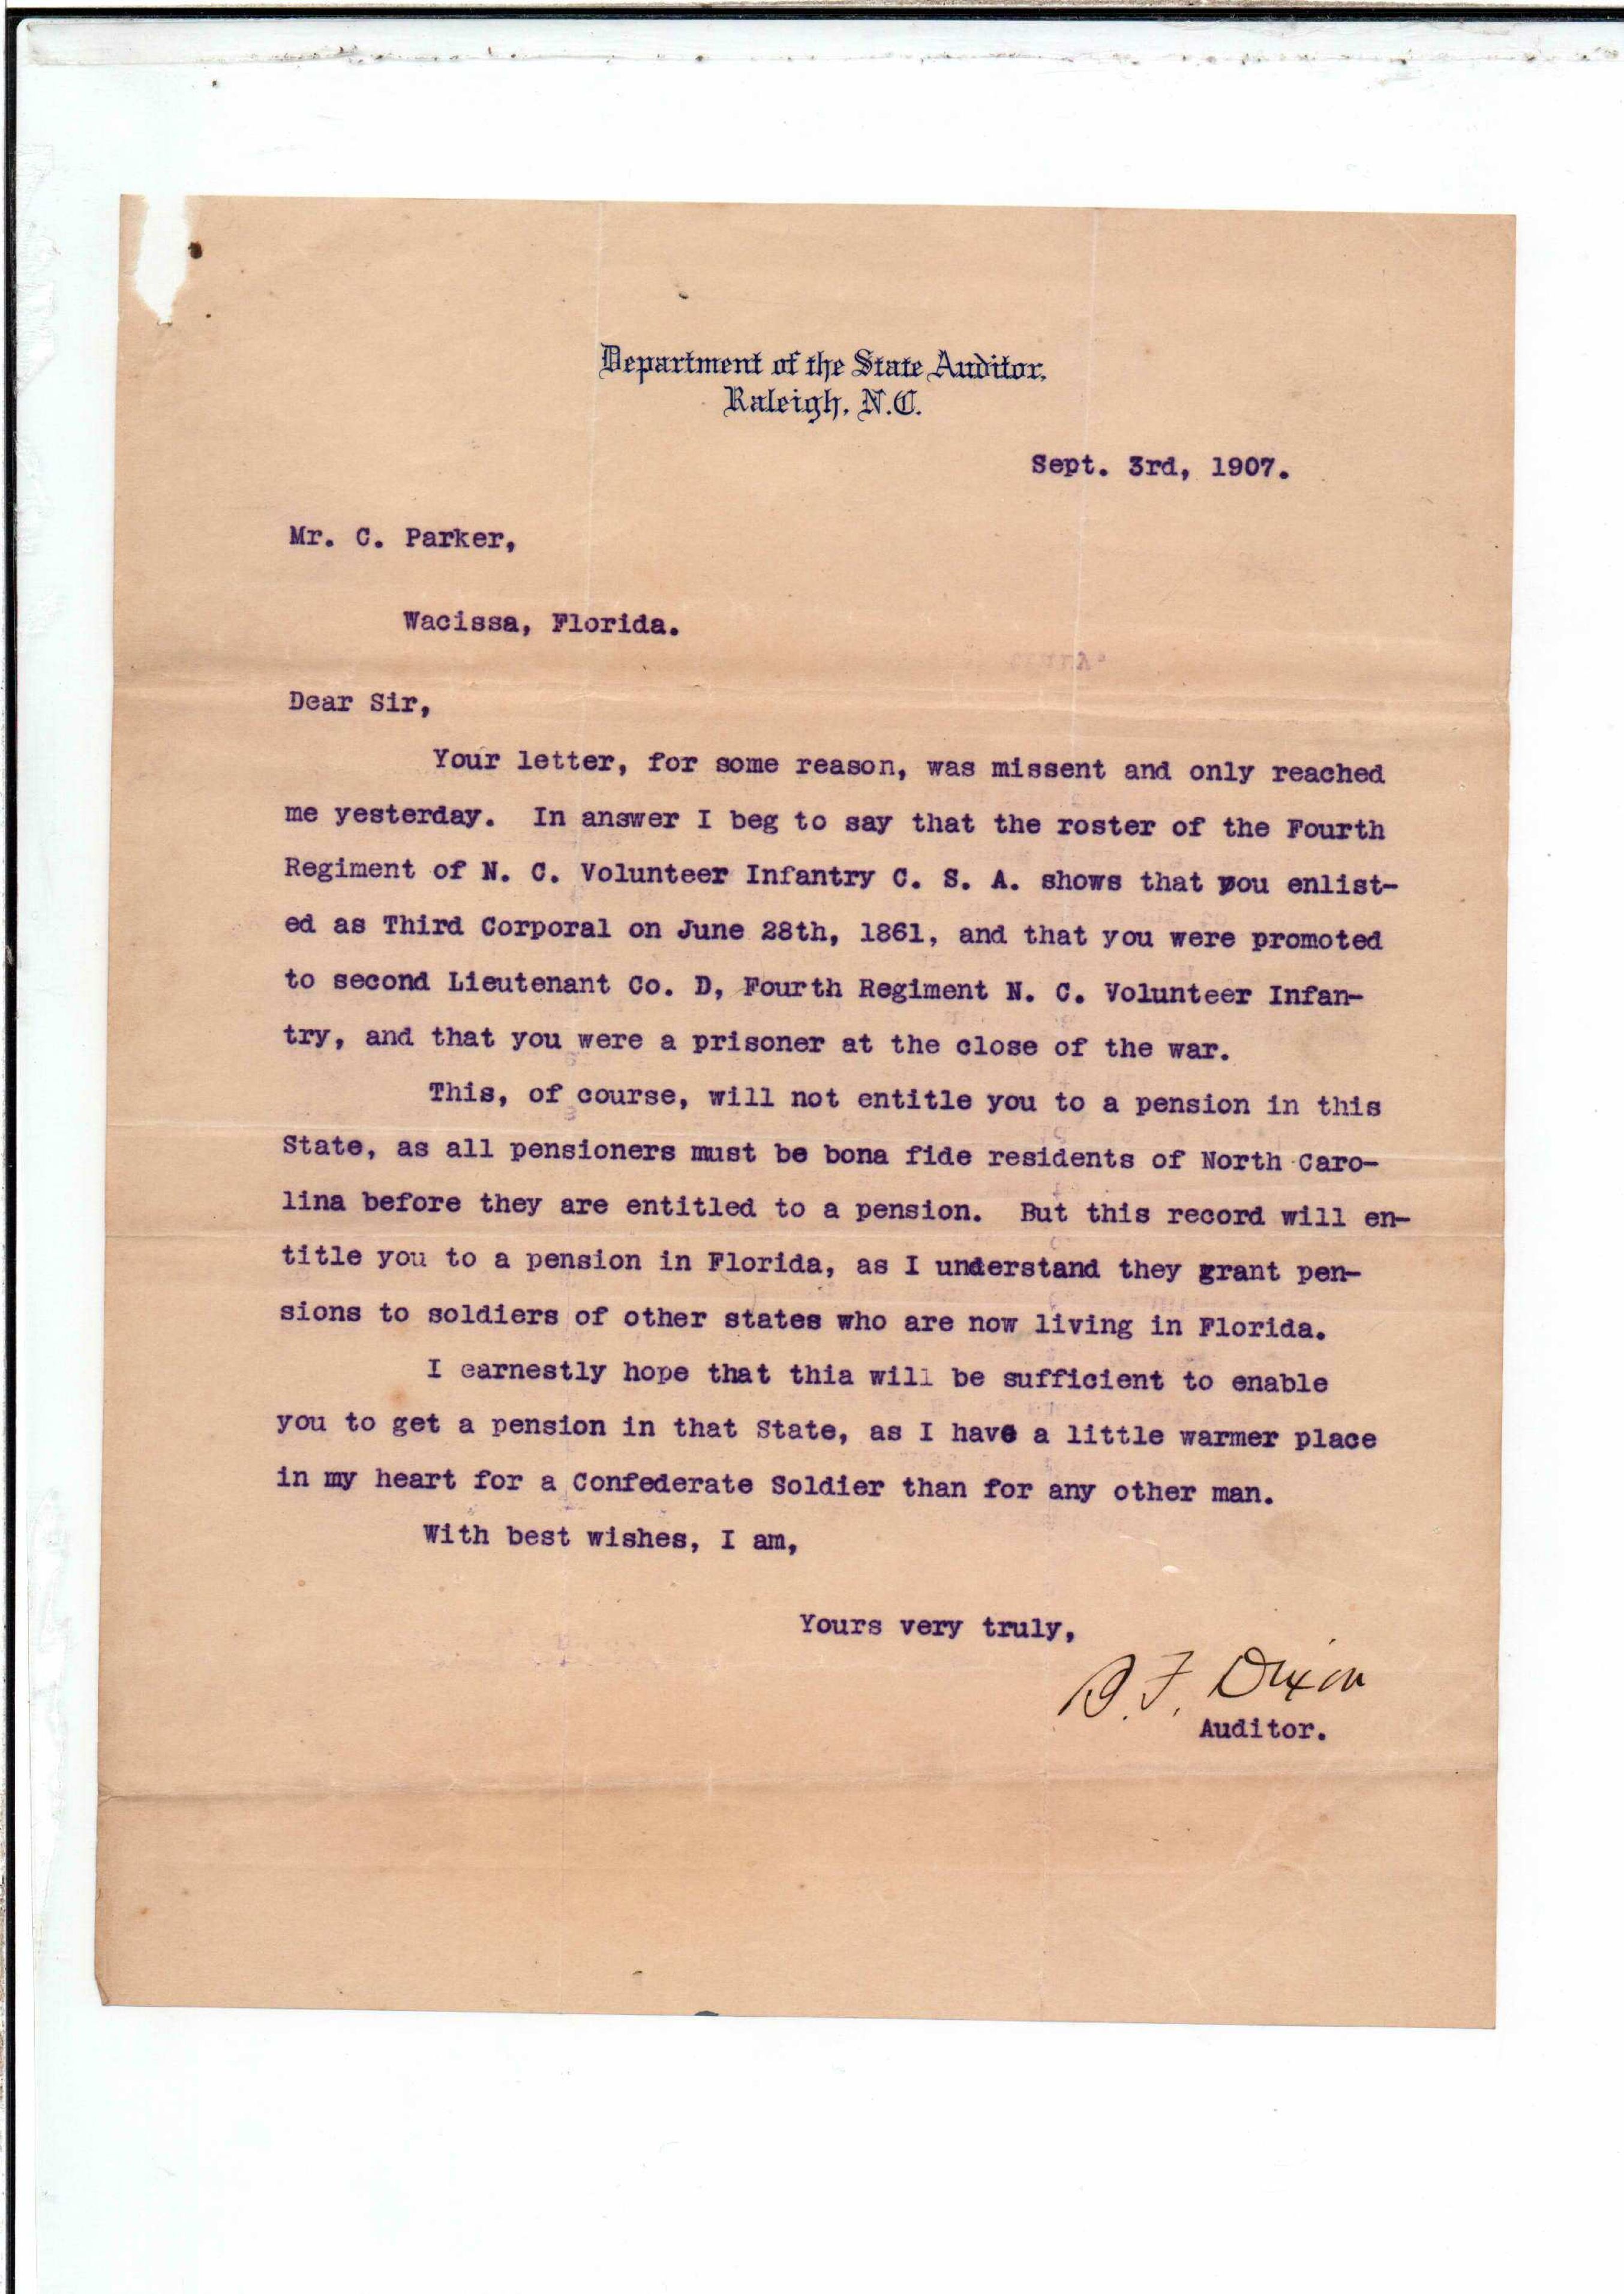 Department of the State Auditor.
Raleigh, N.C.
Sept. 3rd, 1907.
Mr. C. Parker,
Wacissa, Florida.
Dear Sir,
Your letter, for some reason, was missent and only reached
me yesterday. In answer I beg to say that the roster of the Fourth
Regiment of N. C. Volunteer Infantry C. S. A. shows that you enlist-
ed as Third Corporal on June 28th, 1861, and that you were promoted
to second Lieutenant Co. D, Fourth Regiment N. C. Volunteer Infan-
try, and that you were a prisoner at the close of the war.
This, of course, will not entitle you to a pension in this
State, as all pensioners must be bona fide residents of North Caro-
lina before they are entitled to a pension. But this record will en-
title you to a pension in Florida, as I understand they grant pen-
sions to soldiers of other states who are now living in Florida.
I earnestly hope that thia will be sufficient to enable
you to get a pension in that State, as I have a little warmer place
in my heart for a Confederate Soldier than for any other man.
With best wishes, I am,
Yours very truly,
B. F. Dixon
Auditor.